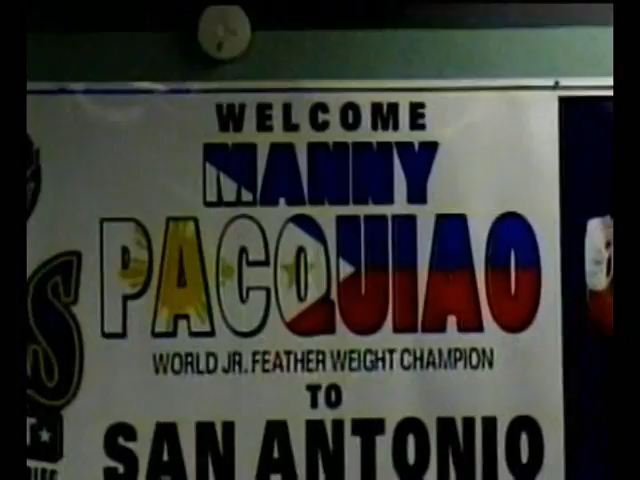 WELCOME
MANNY
PACQUIAO
WORLD JR. FEATHER WEIGHT CHAMPION
TO
SAN ANTONIO